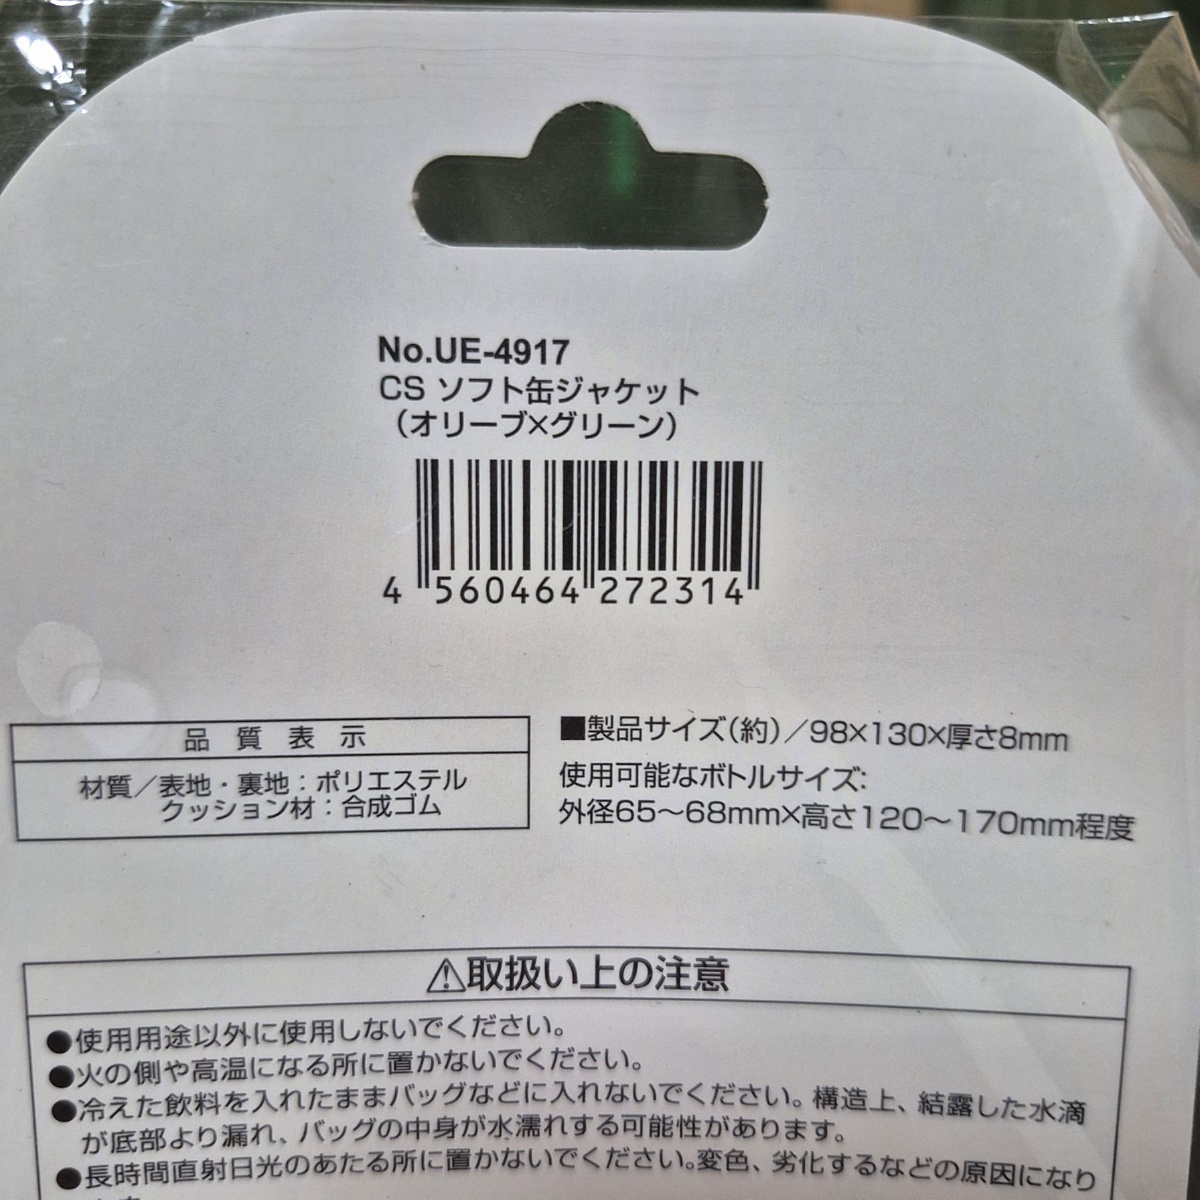 No.UE-4917
CS ソフト缶ジャケット
（オリーブ×グリーン）
4 560464 272314
品 質 表 示
材質／表地・裏地：ポリエステル
クッション材：合成ゴム
■製品サイズ（約）／98×130×厚さ8mm
使用可能なボトルサイズ:
外径65～68mm×高さ120～170mm程度
⚠取扱い上の注意
●使用用途以外に使用しないでください。
●火の側や高温になる所に置かないでください。
●冷えた飲料を入れたままバッグなどに入れないでください。構造上、結露した水滴
が底部より漏れ、バッグの中身が水濡れする可能性があります。
●長時間直射日光のあたる所に置かないでください。変色、劣化するなどの原因になり